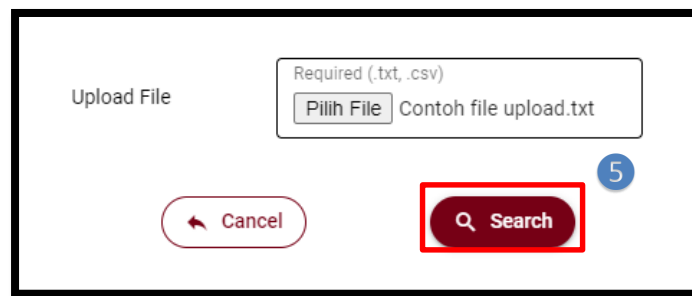 Required (.txt, .csv)
Upload File
Pilih File Contoh file upload.txt
5
Cancel
Search